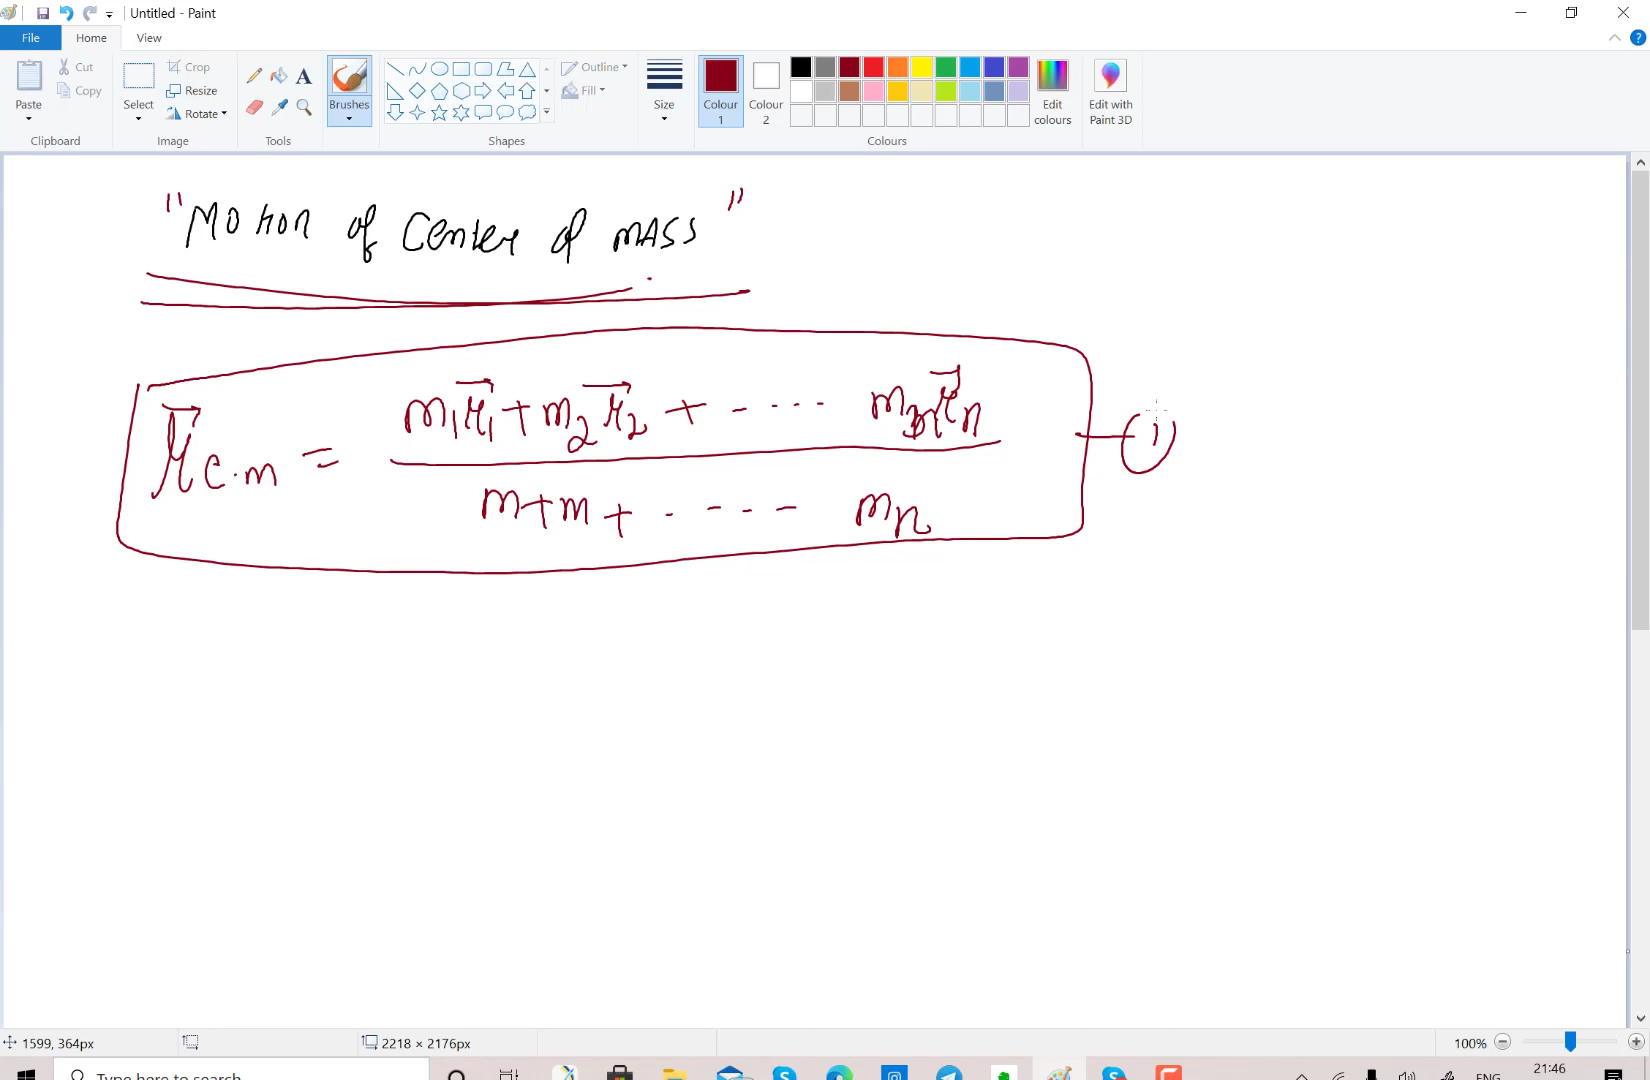 Untitled - Paint
File Home View
Paste Cut Copy Select Crop Resize Rotate Brushes Outline Fill Size Colour 1 Colour 2 Edit colours Edit with Paint 3D
Clipboard Image Tools Shapes Colours
"Motion of Center of mASS"
r⃗c.m = (m1r⃗1 + m2r⃗2 + - - - - - mnr⃗n) / (m + m + - - - - - mn) — (1)
1599, 364px 2218 × 2176px 100%
Type here to search ENG 21:46